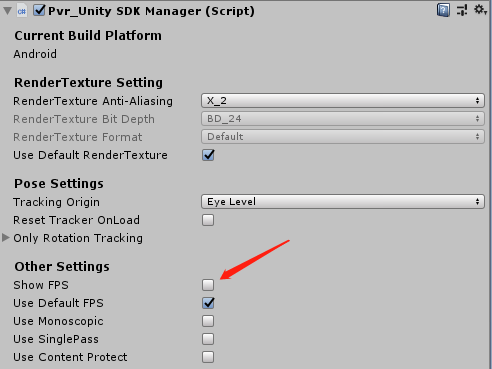 Pvr_Unity SDK Manager (Script)
Current Build Platform
Android
RenderTexture Setting
RenderTexture Anti-Aliasing X_2
RenderTexture Bit Depth BD_24
RenderTexture Format Default
Use Default RenderTexture
Pose Settings
Tracking Origin Eye Level
Reset Tracker OnLoad
Only Rotation Tracking
Other Settings
Show FPS
Use Default FPS
Use Monoscopic
Use SinglePass
Use Content Protect